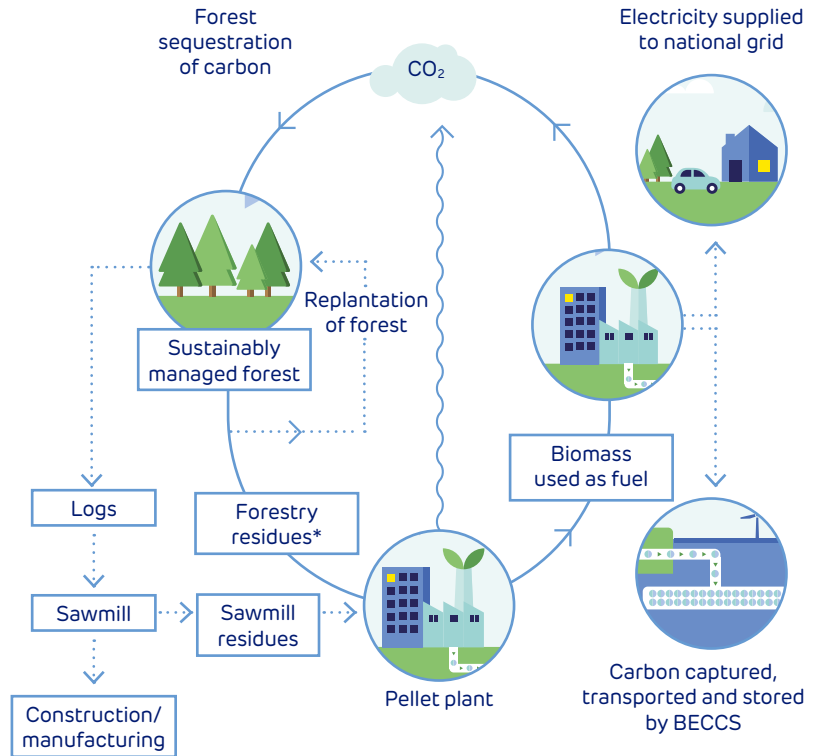 Forest
sequestration
of carbon
CO₂
Electricity supplied
to national grid
Replantation
of forest
Sustainably
managed forest
Biomass
used as fuel
Logs
Forestry
residues*
Sawmill
Sawmill
residues
Pellet plant
Carbon captured,
transported and stored
by BECCS
Construction/
manufacturing